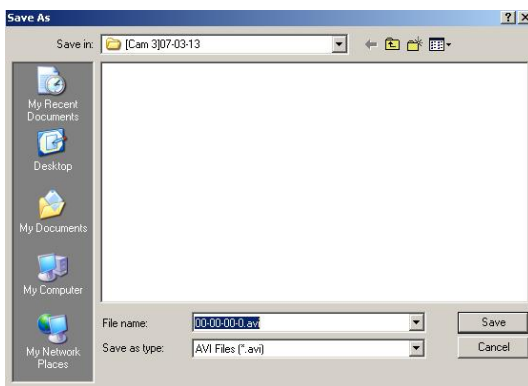 Save As
Save in: [Cam 3]07-03-13
My Recent
Documents
Desktop
My Documents
My Computer
My Network
Places
File name: 00-00-00-0.avi
Save as type: AVI Files (*.avi)
Save
Cancel